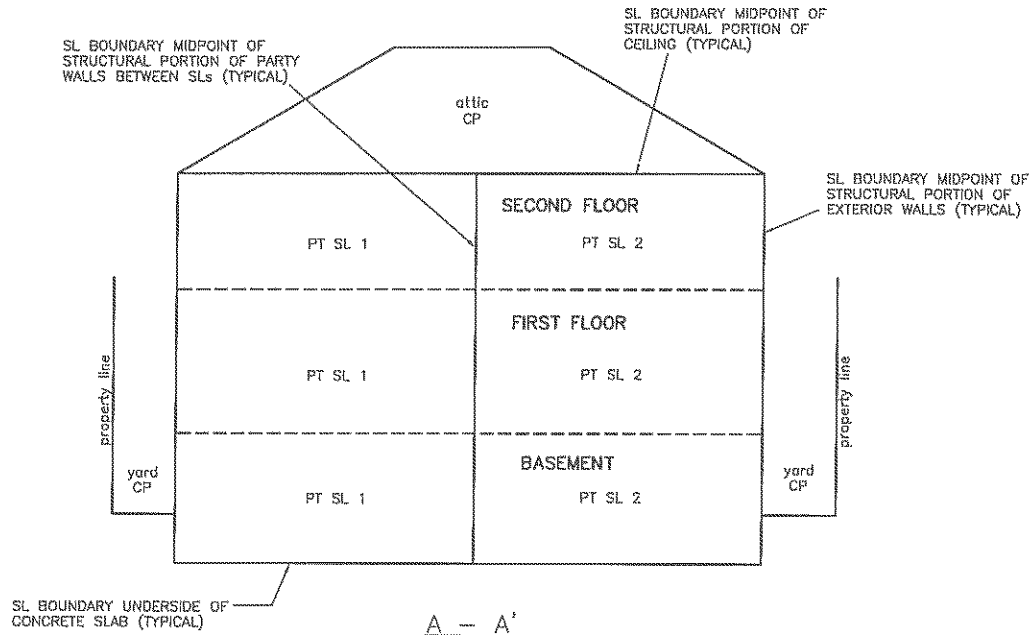 SL BOUNDARY MIDPOINT OF
STRUCTURAL PORTION OF
CEILING (TYPICAL)
SL BOUNDARY MIDPOINT OF
STRUCTURAL PORTION OF PARTY
WALLS BETWEEN SLs (TYPICAL)
attic
CP
SL BOUNDARY MIDPOINT OF
STRUCTURAL PORTION OF
EXTERIOR WALLS (TYPICAL)
SECOND FLOOR
PT SL 1
PT SL 2
FIRST FLOOR
PT SL 1
PT SL 2
property line
property line
BASEMENT
yard
CP
PT SL 1
PT SL 2
yard
CP
SL BOUNDARY UNDERSIDE OF
CONCRETE SLAB (TYPICAL)
A - A'